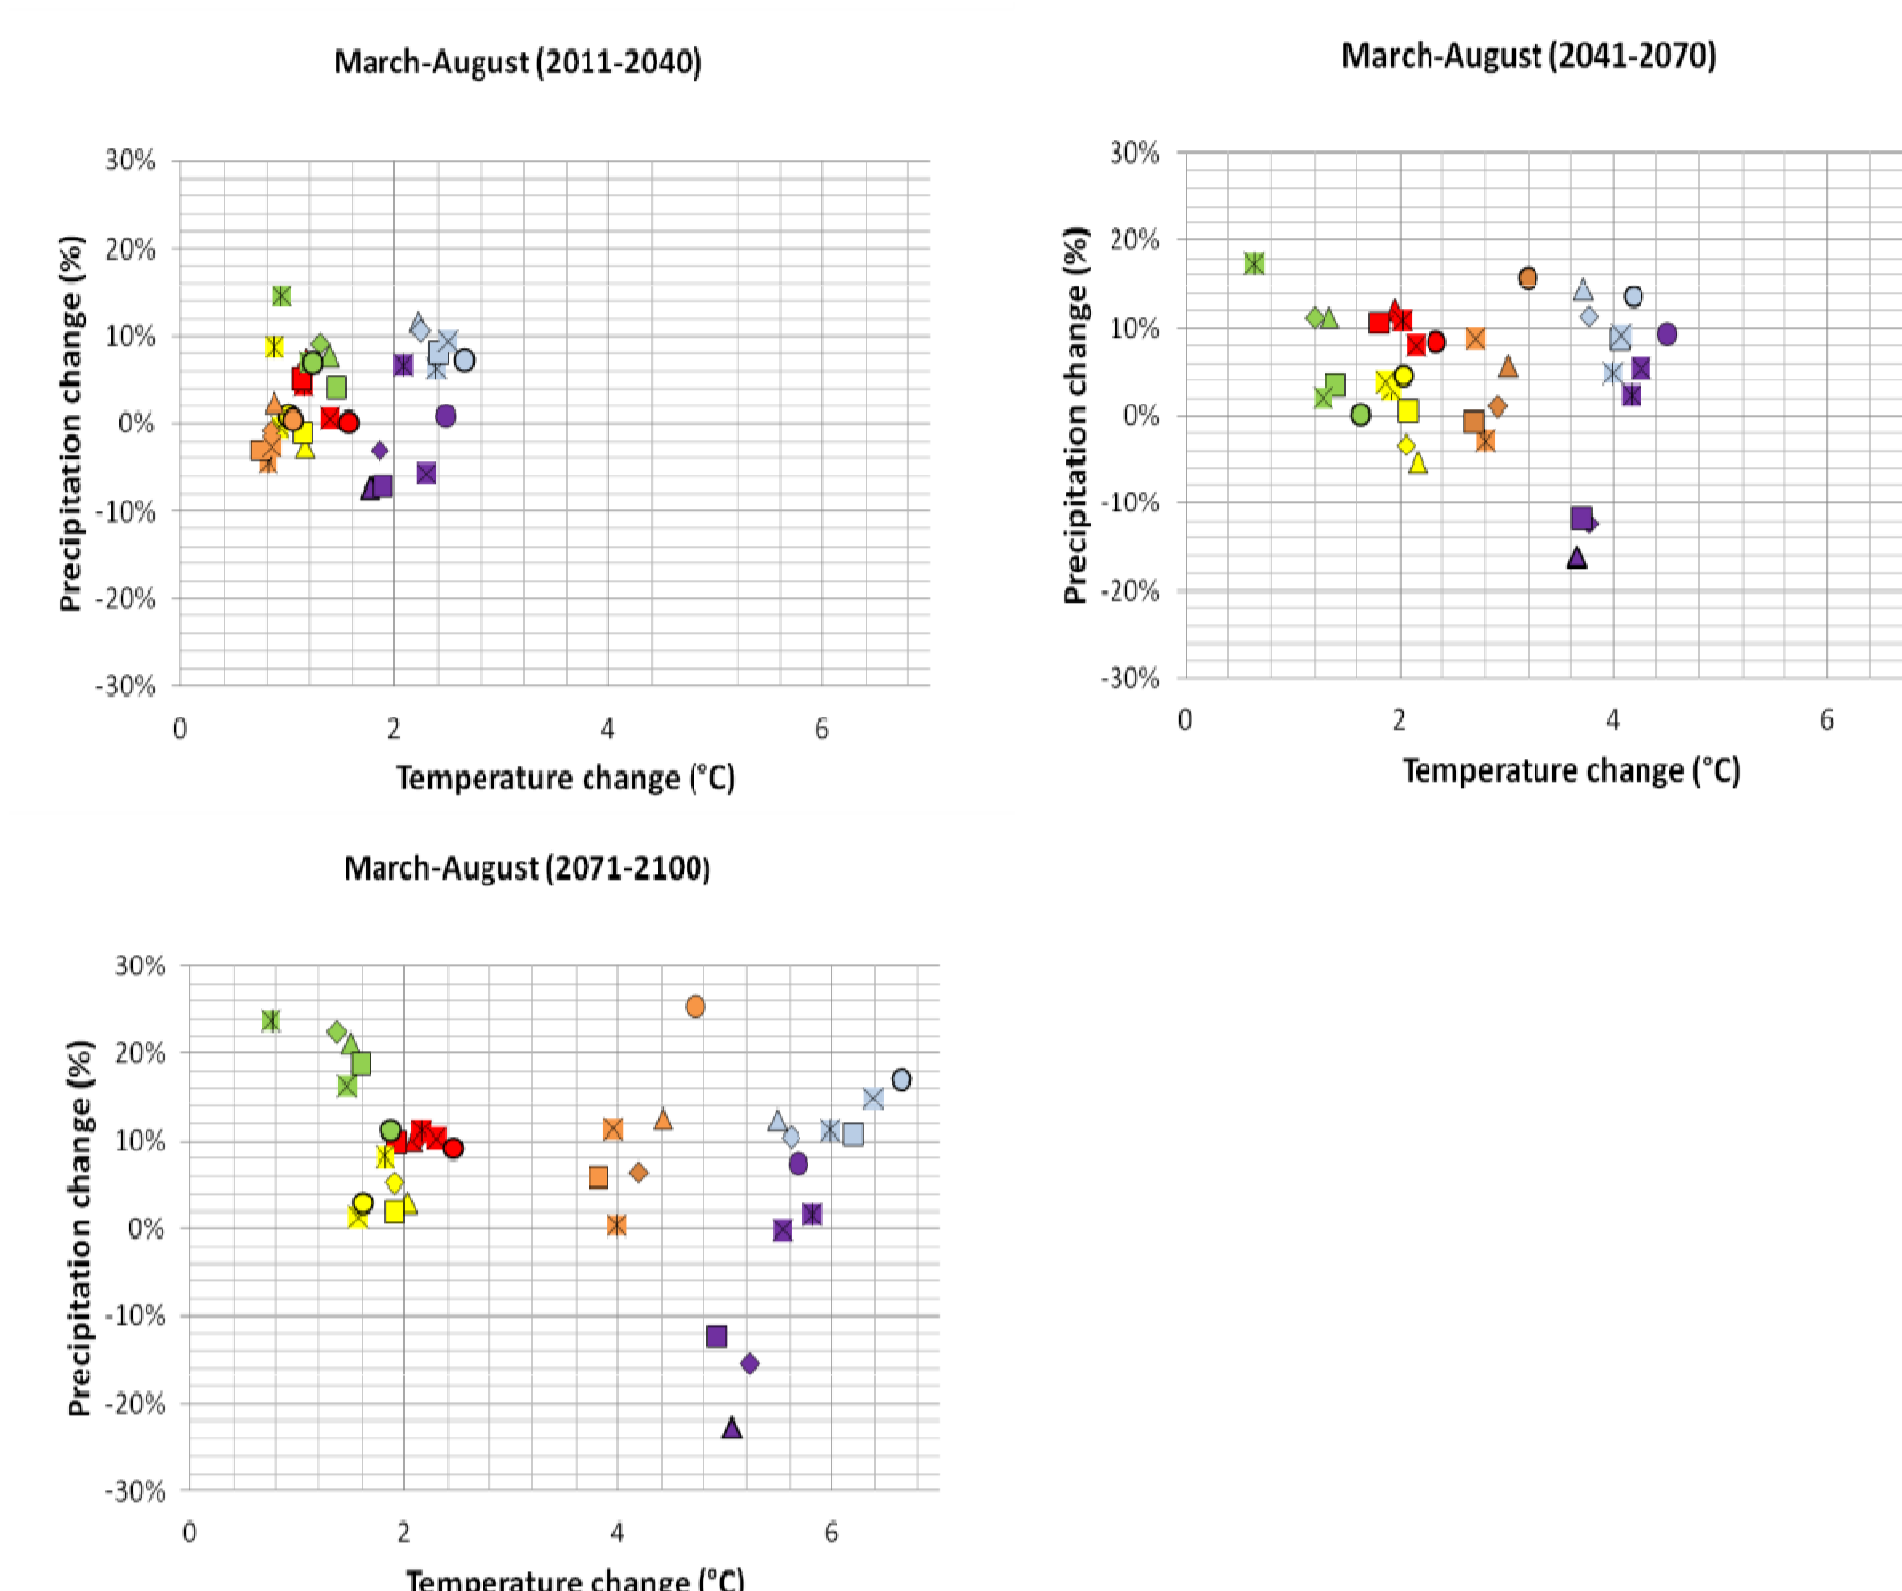 March-August (2011-2040)
30%
20%
10%
0%
-10%
-20%
-30%
Precipitation change (%)
0 2 4 6
Temperature change (°C)
March-August (2041-2070)
30%
20%
10%
0%
-10%
-20%
-30%
Precipitation change (%)
0 2 4 6
Temperature change (°C)
March-August (2071-2100)
30%
20%
10%
0%
-10%
-20%
-30%
Precipitation change (%)
0 2 4 6
Temperature change (°C)